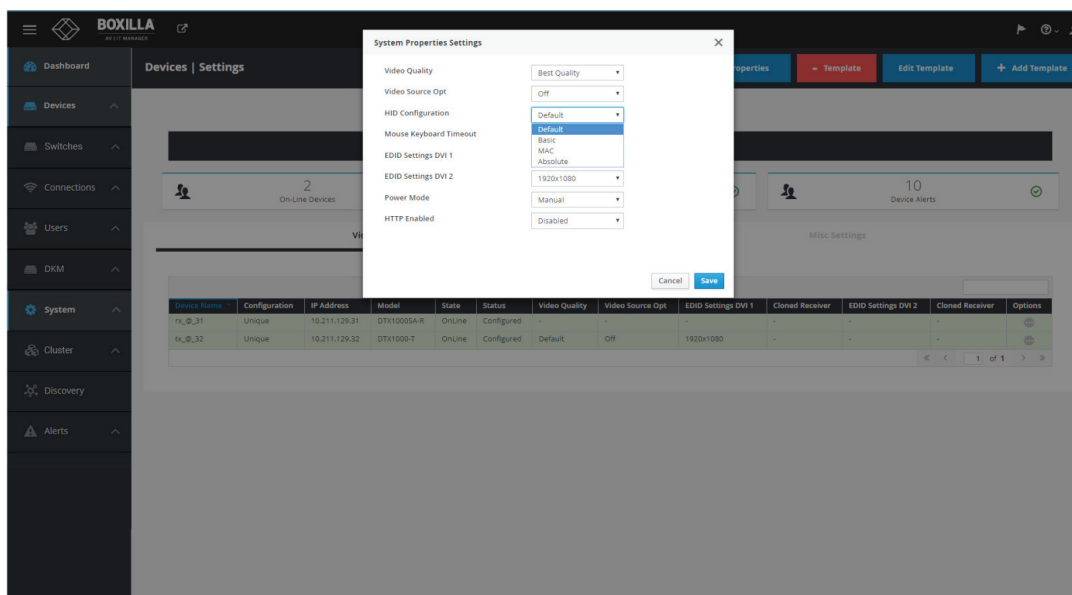 BOXILLA
AV | IT MANAGER
System Properties Settings
Dashboard
Devices | Settings
roperties
- Template
Edit Template
+ Add Template
Video Quality
Best Quality
Video Source Opt
Off
HID Configuration
Default
Default
Basic
MAC
Absolute
Mouse Keyboard Timeout
EDID Settings DVI 1
EDID Settings DVI 2
1920x1080
Power Mode
Manual
HTTP Enabled
Disabled
Cancel
Save
Devices
Switches
Connections
Users
DKM
System
Cluster
Discovery
Alerts
2
On-Line Devices
10
Device Alerts
Vi
Misc Settings
Device Name Configuration IP Address Model State Status Video Quality Video Source Opt EDID Settings DVI 1 Cloned Receiver EDID Settings DVI 2 Cloned Receiver Options
rx_@_31 Unique 10.211.129.31 DTX1000SA-R OnLine Configured - - - - - -
tx_@_32 Unique 10.211.129.32 DTX1000-T OnLine Configured Default Off 1920x1080 - - -
1 of 1